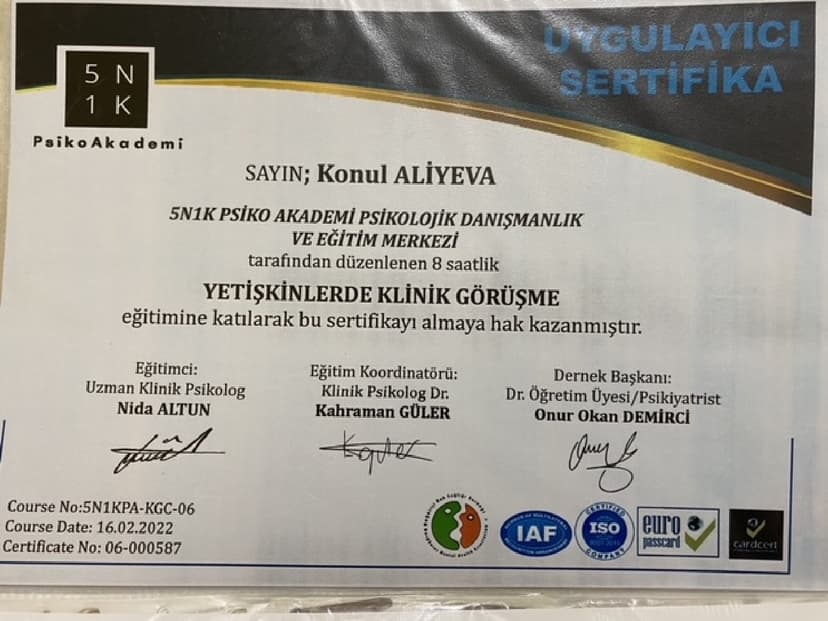 UYGULAYICI
SERTİFİKA
5 N
1 K
PsikoAkademi
SAYIN; Konul ALİYEVA
5N1K PSİKO AKADEMİ PSİKOLOJİK DANIŞMANLIK
VE EĞİTİM MERKEZİ
tarafından düzenlenen 8 saatlik
YETİŞKİNLERDE KLİNİK GÖRÜŞME
eğitimine katılarak bu sertifikayı almaya hak kazanmıştır.
Eğitimci:
Uzman Klinik Psikolog
Nida ALTUN
Eğitim Koordinatörü:
Klinik Psikolog Dr.
Kahraman GÜLER
Dernek Başkanı:
Dr. Öğretim Üyesi/Psikiyatrist
Onur Okan DEMİRCİ
Course No:5N1KPA-KGC-06
Course Date: 16.02.2022
Certificate No: 06-000587
IAF
CERTIFIED
ISO
COMPANY
euro
passcard
cardcert